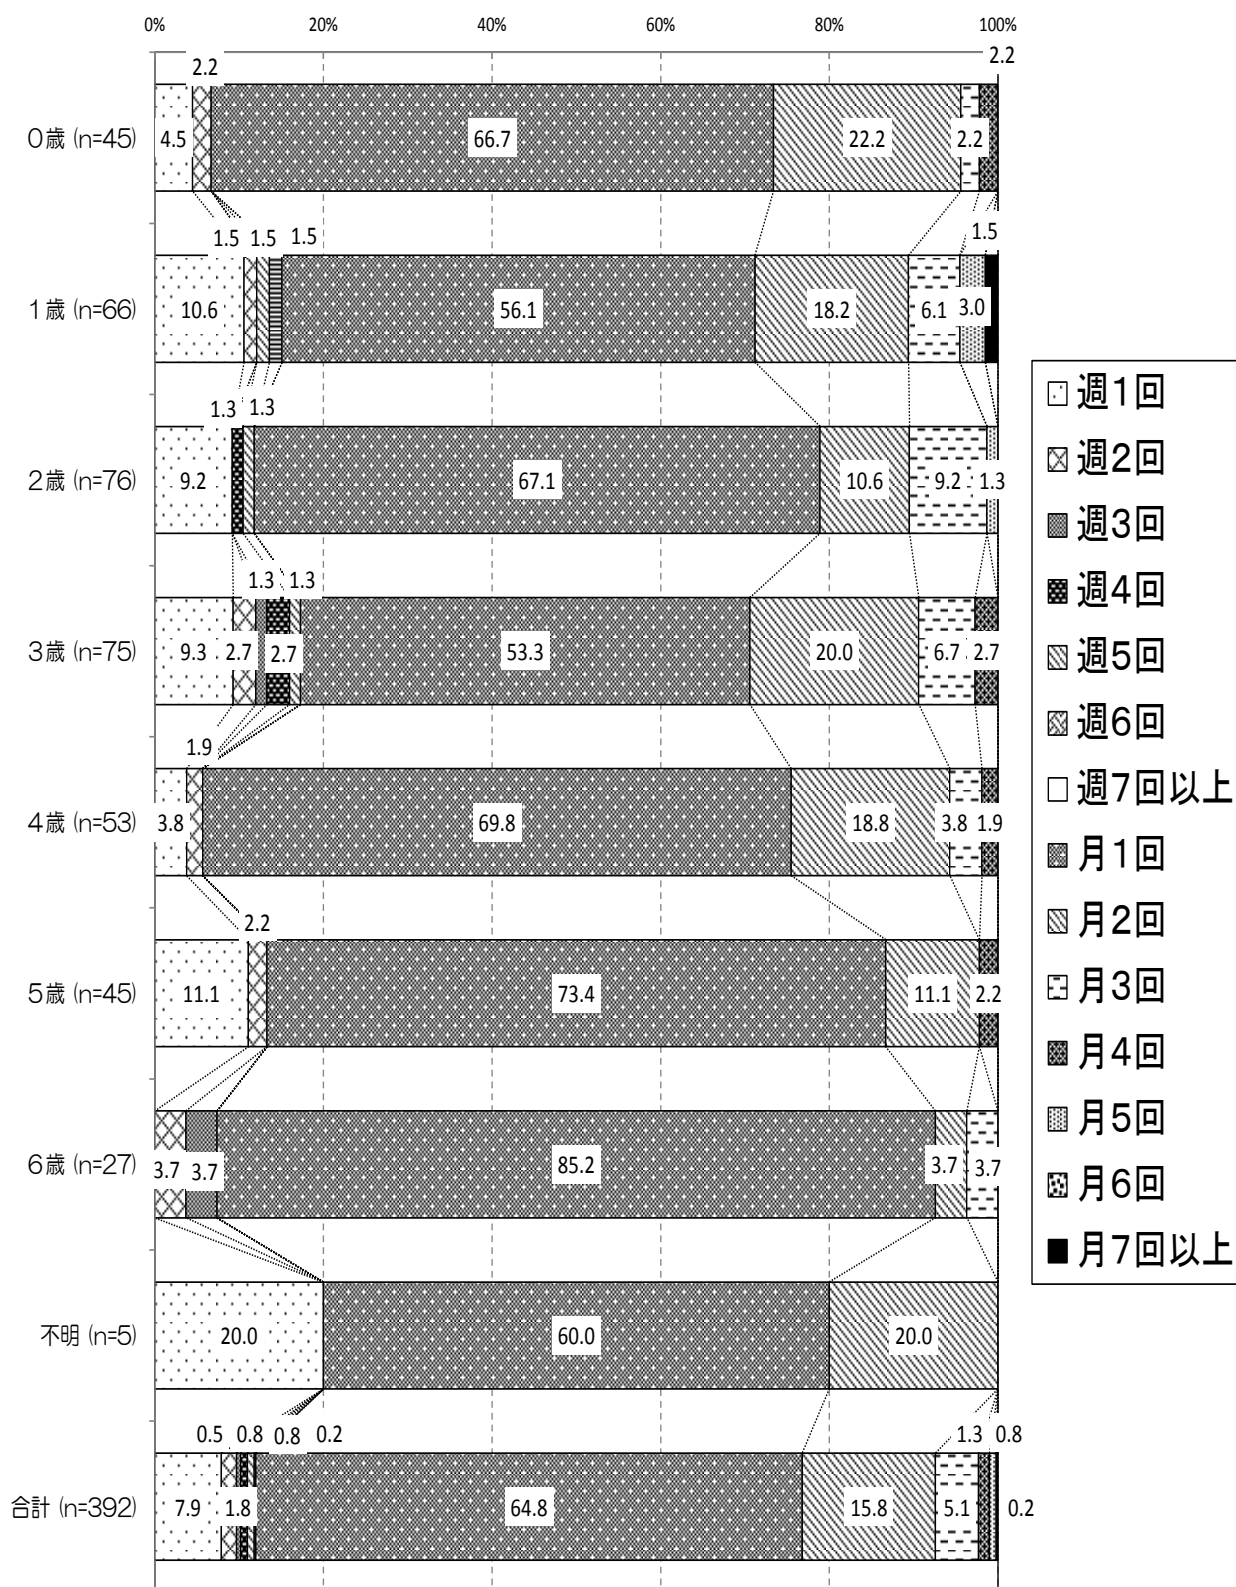 0% 20% 40% 60% 80% 100%
2.2 2.2
0歳 (n=45) 4.5 66.7 22.2 2.2
1.5 1.5 1.5 1.5
1歳 (n=66) 10.6 56.1 18.2 6.1 3.0
1.3 1.3
2歳 (n=76) 9.2 67.1 10.6 9.2 1.3
1.3 1.3
3歳 (n=75) 9.3 2.7 2.7 53.3 20.0 6.7 2.7
1.9
4歳 (n=53) 3.8 69.8 18.8 3.8 1.9
2.2
5歳 (n=45) 11.1 73.4 11.1 2.2
6歳 (n=27) 3.7 3.7 85.2 3.7 3.7
不明 (n=5) 20.0 60.0 20.0
0.5 0.8 0.8 0.2 1.3 0.8
合計 (n=392) 7.9 1.8 64.8 15.8 5.1 0.2
週1回
週2回
週3回
週4回
週5回
週6回
週7回以上
月1回
月2回
月3回
月4回
月5回
月6回
月7回以上